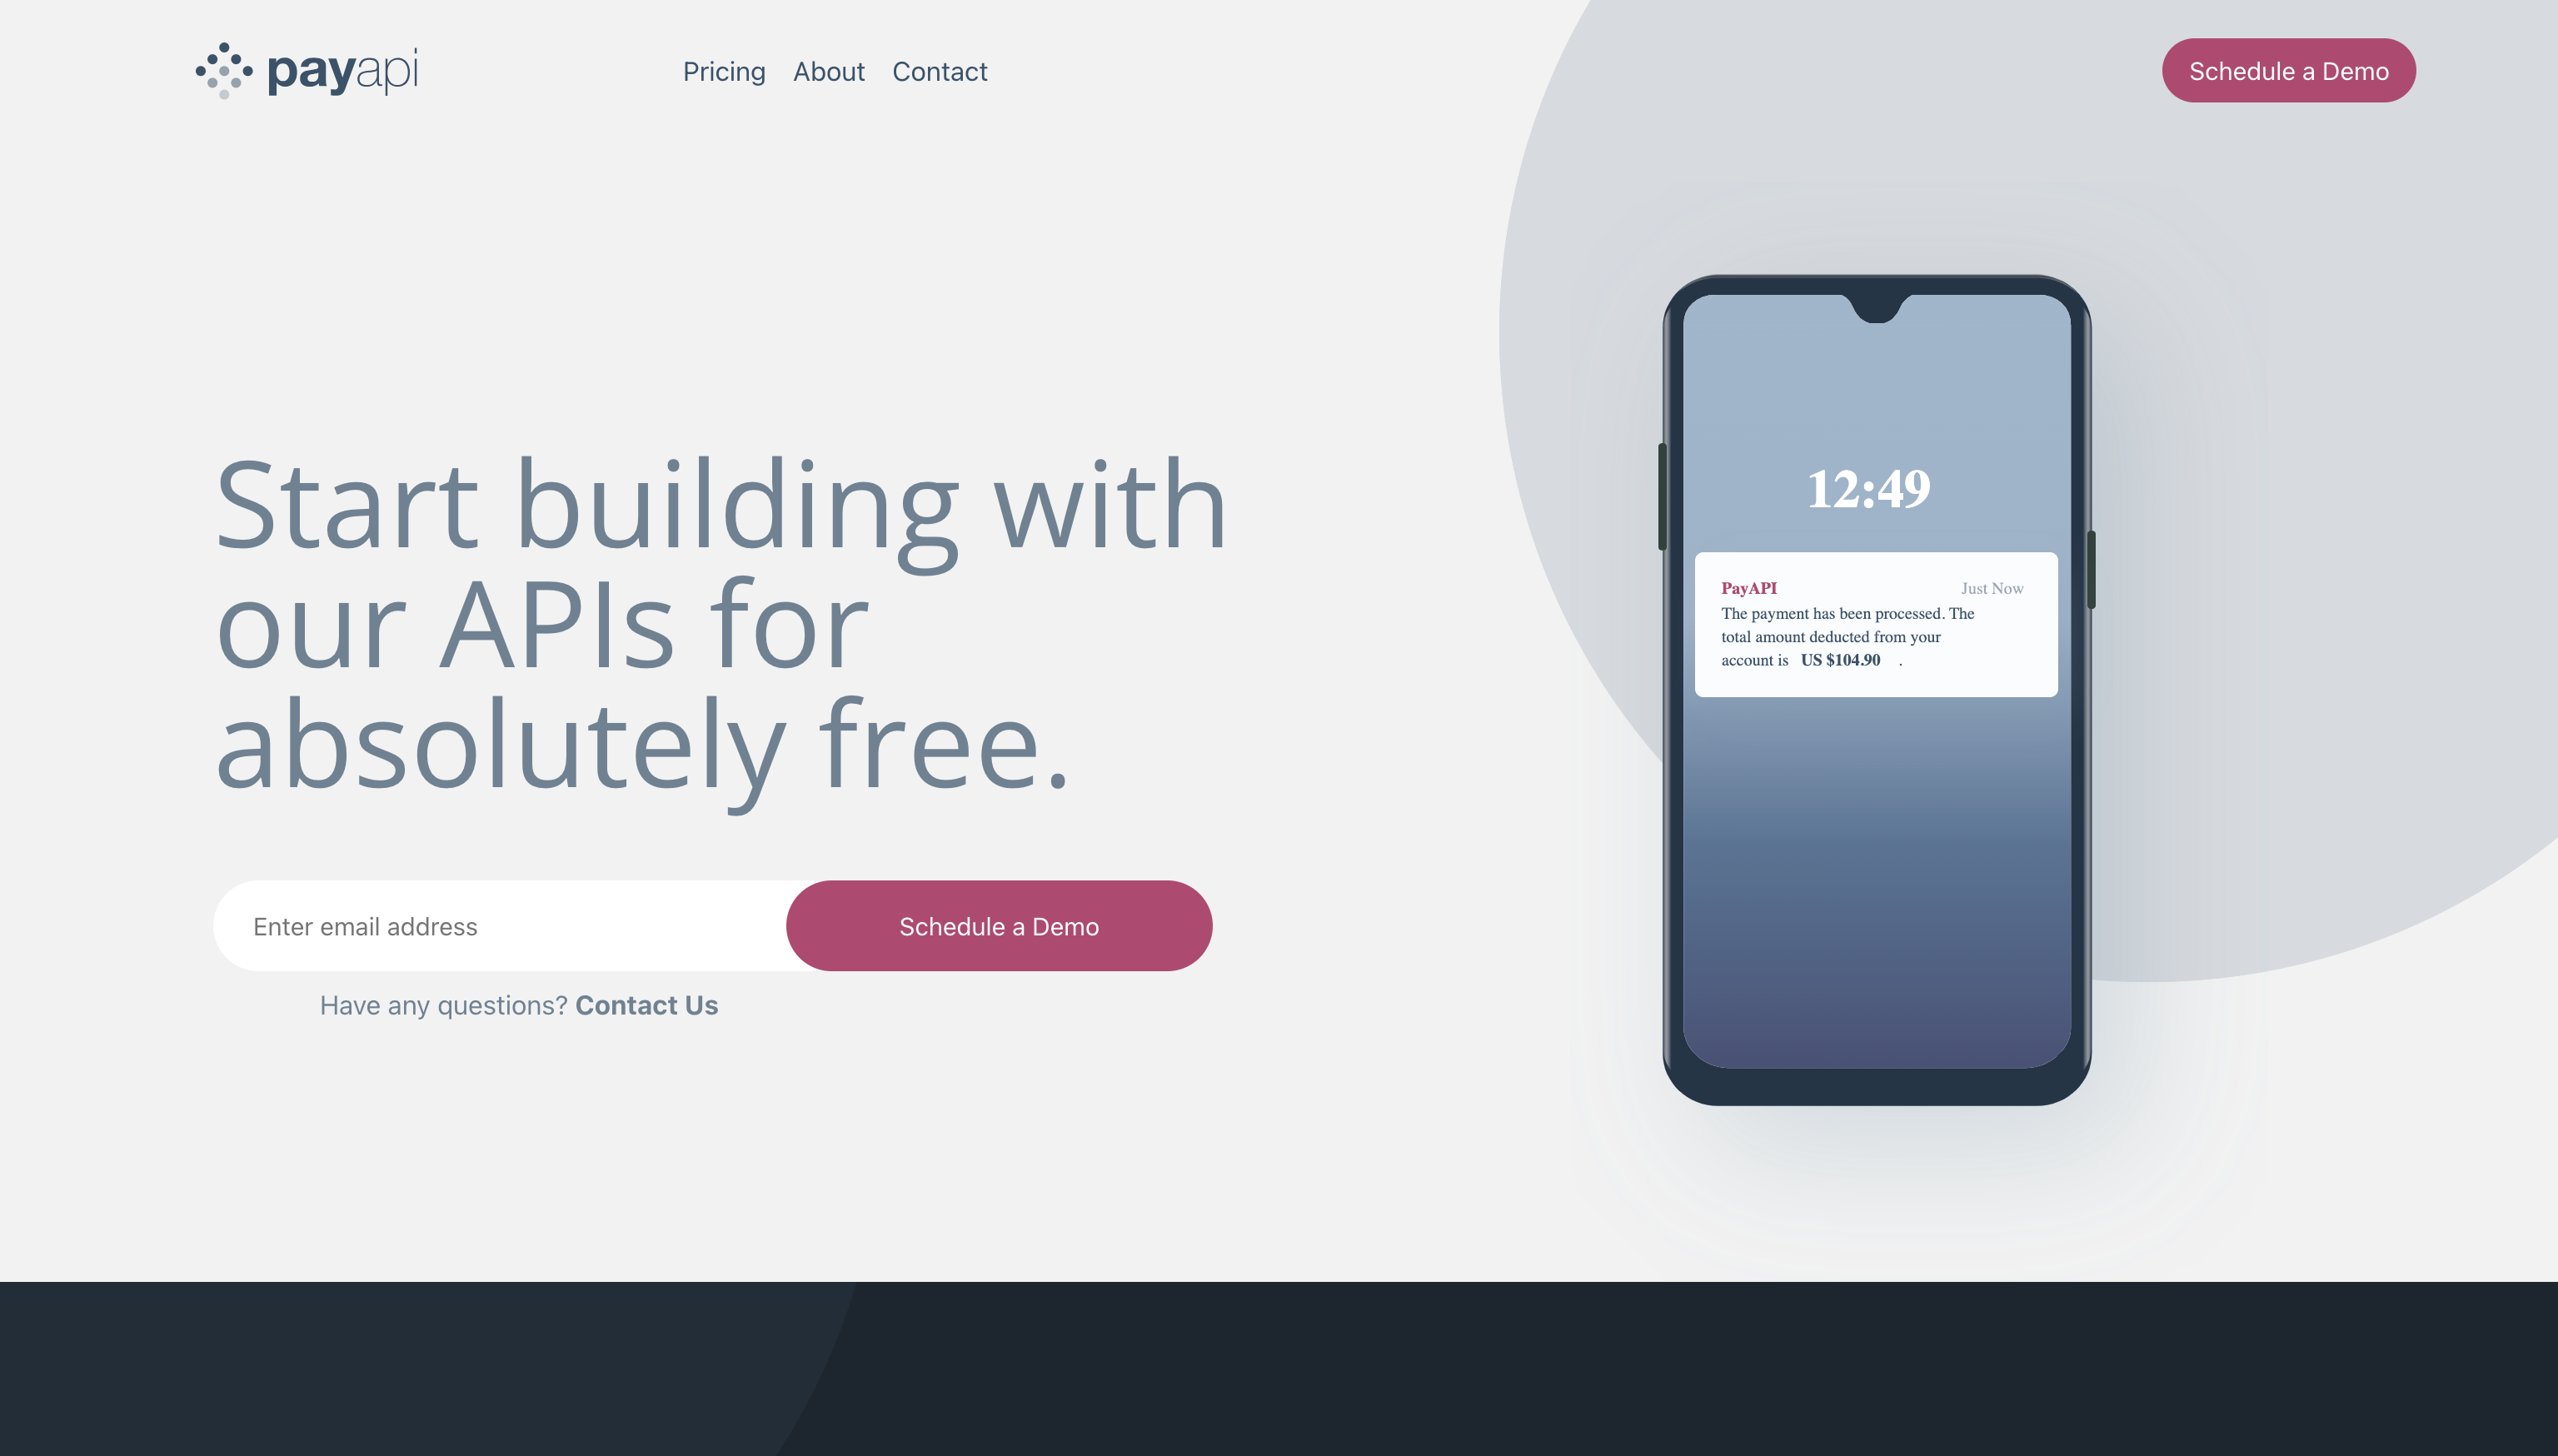 payapi
Pricing About Contact
Schedule a Demo
Start building with
our APIs for
absolutely free.
Enter email address
Schedule a Demo
Have any questions? Contact Us
12:49
PayAPI Just Now
The payment has been processed. The
total amount deducted from your
account is US $104.90 .